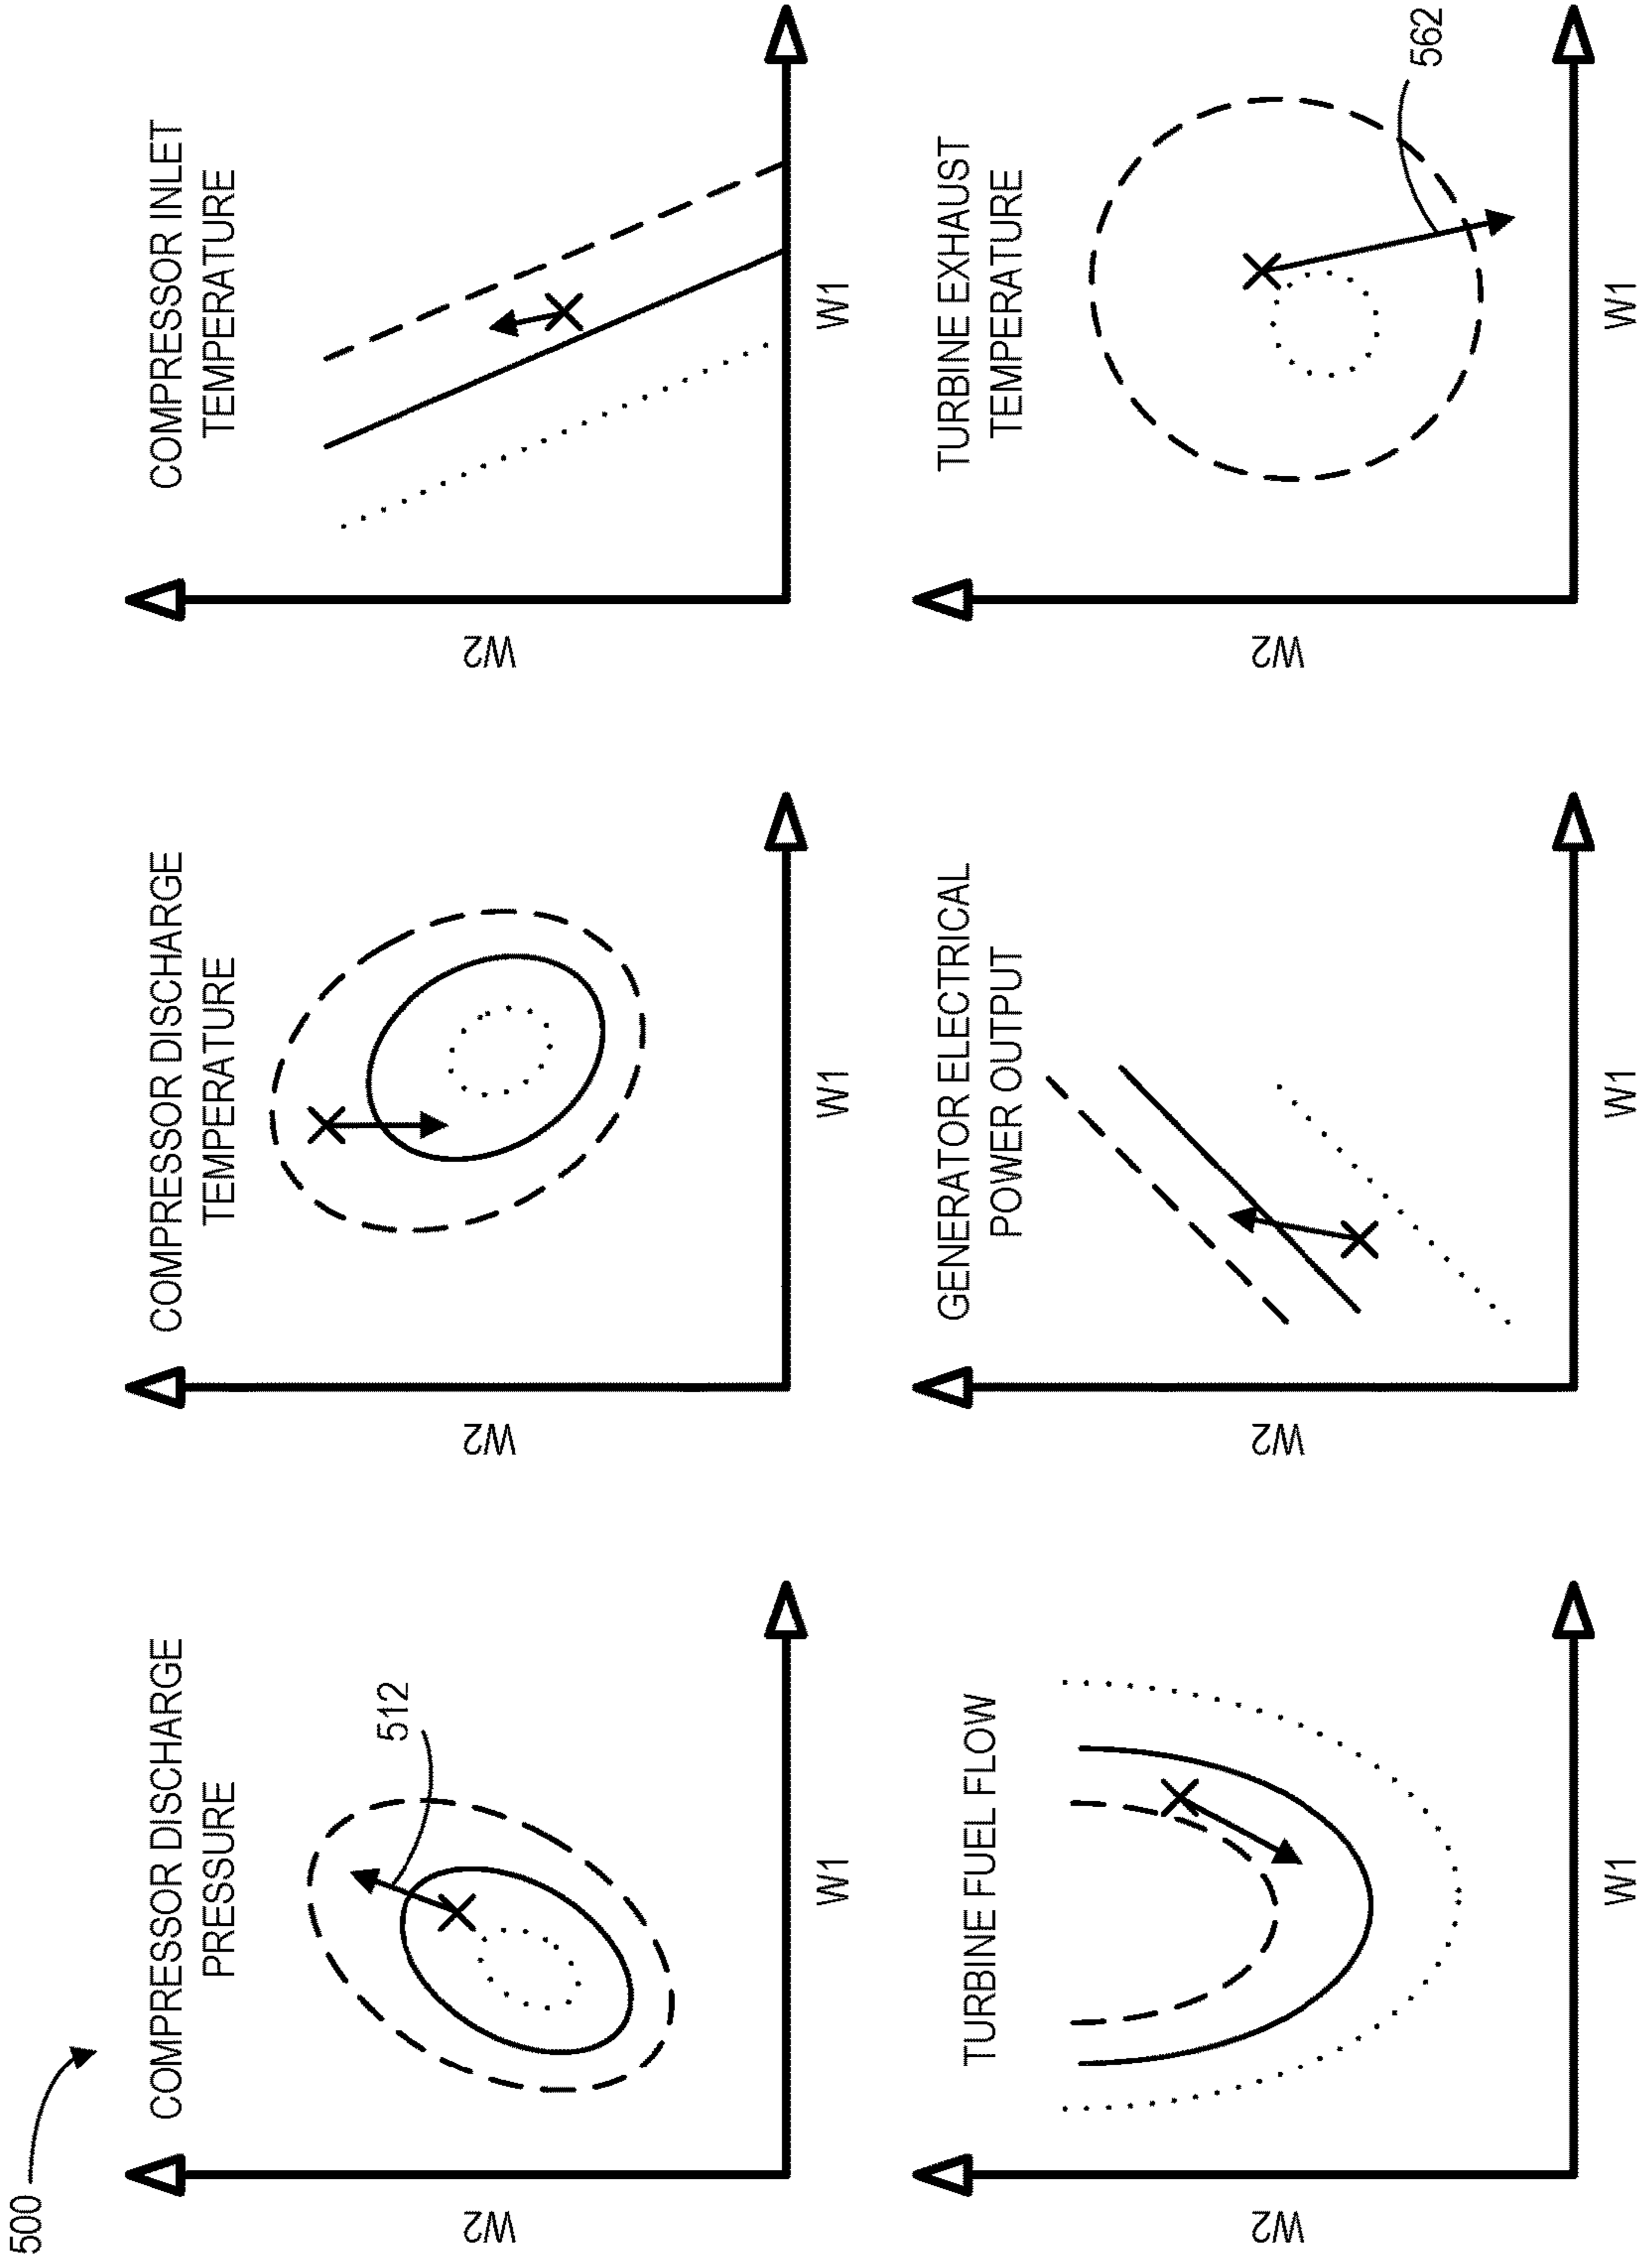 500
COMPRESSOR DISCHARGE
PRESSURE
512
W2
W1
COMPRESSOR DISCHARGE
TEMPERATURE
W2
W1
COMPRESSOR INLET
TEMPERATURE
W2
W1
TURBINE FUEL FLOW
W2
W1
GENERATOR ELECTRICAL
POWER OUTPUT
W2
W1
TURBINE EXHAUST
TEMPERATURE
562
W2
W1